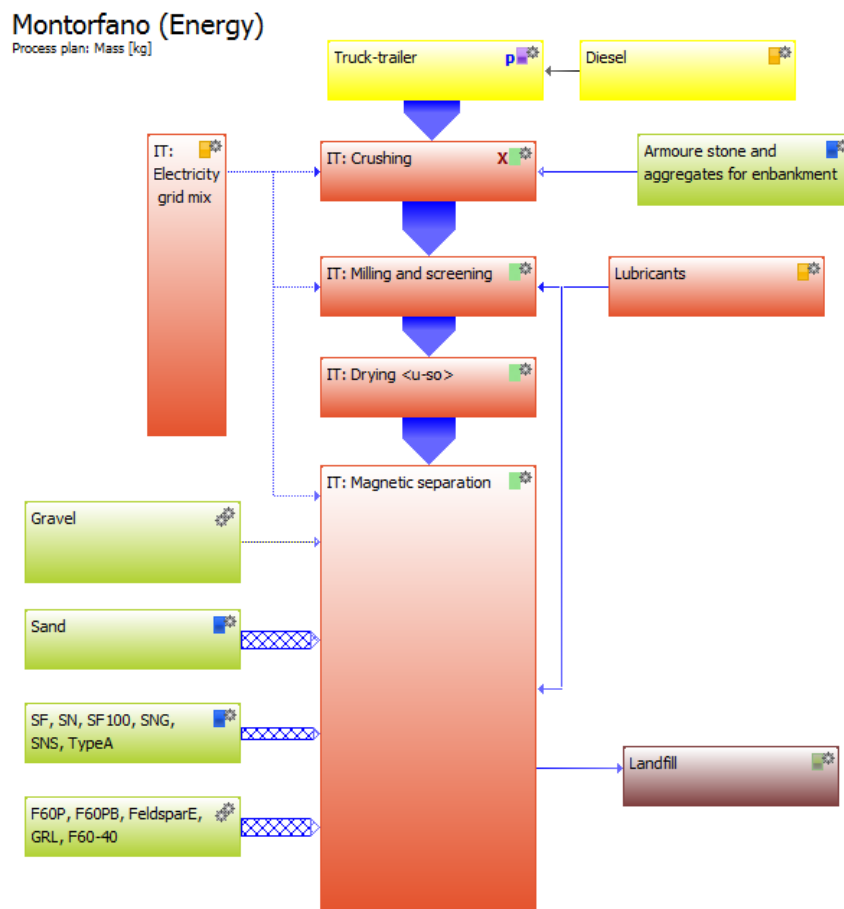 Montorfano (Energy)
Process plan: Mass [kg]
Truck-trailer
p
Diesel
IT:
Electricity
grid mix
IT: Crushing
X
Armoure stone and
aggregates for enbankment
IT: Milling and screening
Lubricants
IT: Drying <u-so>
IT: Magnetic separation
Gravel
Sand
SF, SN, SF100, SNG,
SNS, TypeA
Landfill
F60P, F60PB, FeldsparE,
GRL, F60-40